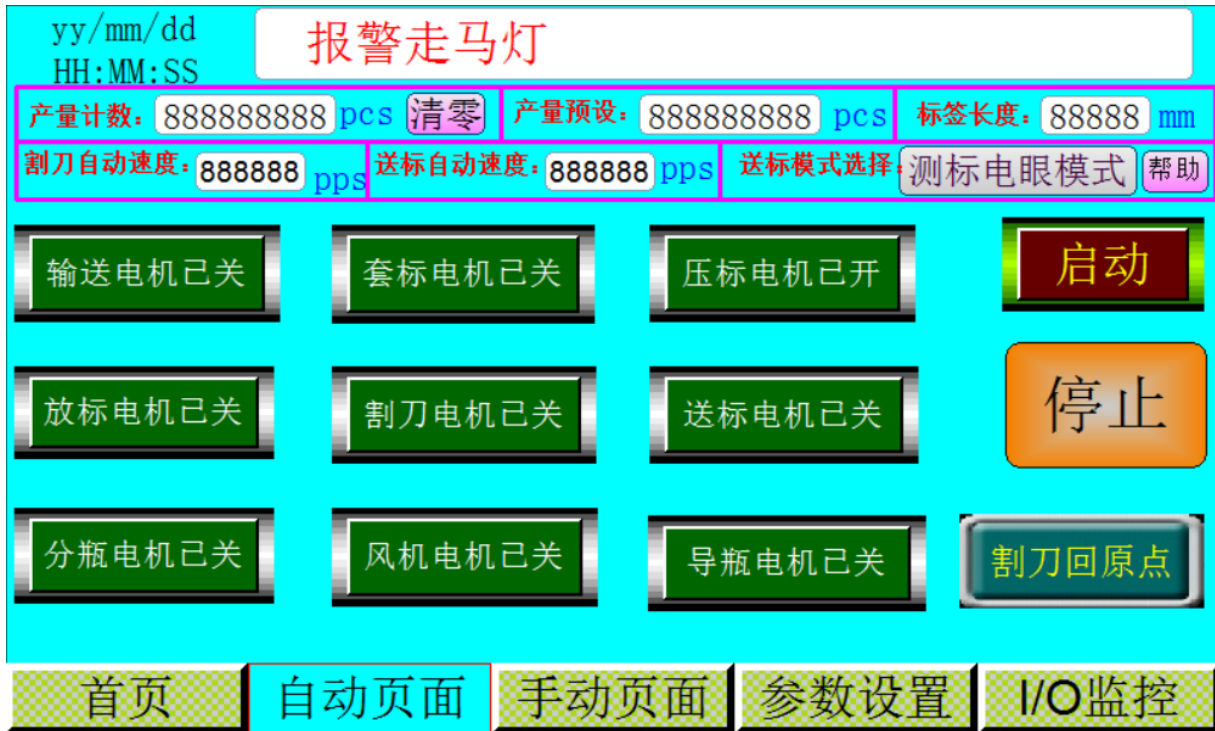 yy/mm/dd
HH:MM:SS
报警走马灯
产量计数: 888888888 pcs 清零 产量预设: 888888888 pcs 标签长度: 88888 mm
割刀自动速度: 888888 pps 送标自动速度: 888888 pps 送标模式选择: 测标电眼模式 帮助
输送电机已关 套标电机已关 压标电机已开 启动
放标电机已关 割刀电机已关 送标电机已关 停止
分瓶电机已关 风机电机已关 导瓶电机已关 割刀回原点
首页 自动页面 手动页面 参数设置 I/O监控